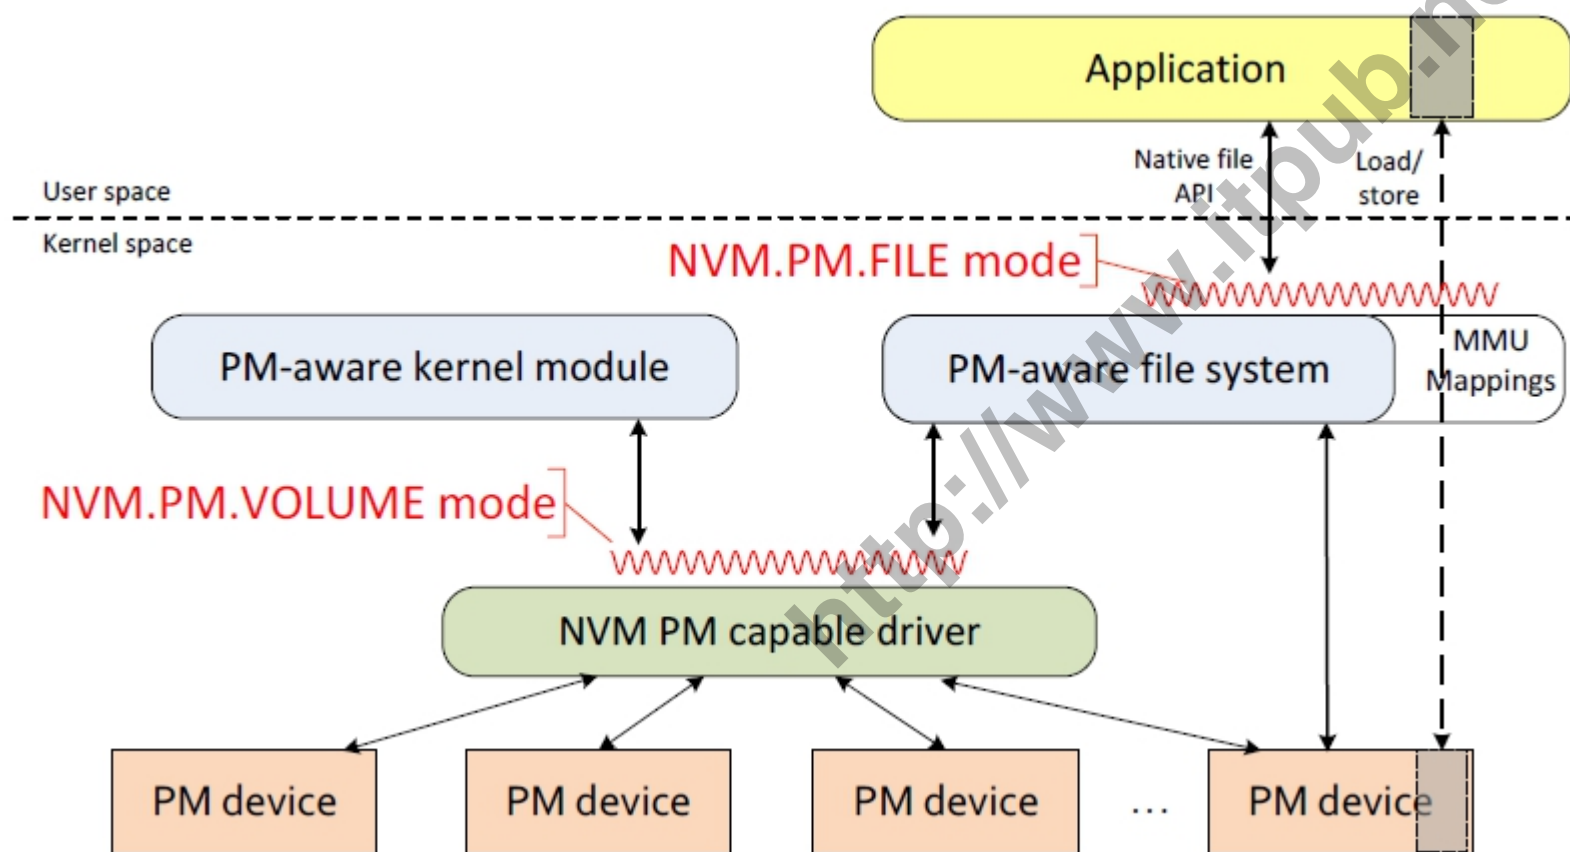 Application
Native file
API
Load/
store
User space
Kernel space
NVM.PM.FILE mode
PM-aware kernel module
PM-aware file system
MMU
Mappings
NVM.PM.VOLUME mode
NVM PM capable driver
PM device
PM device
PM device
...
PM device
http://www.itpub.ne